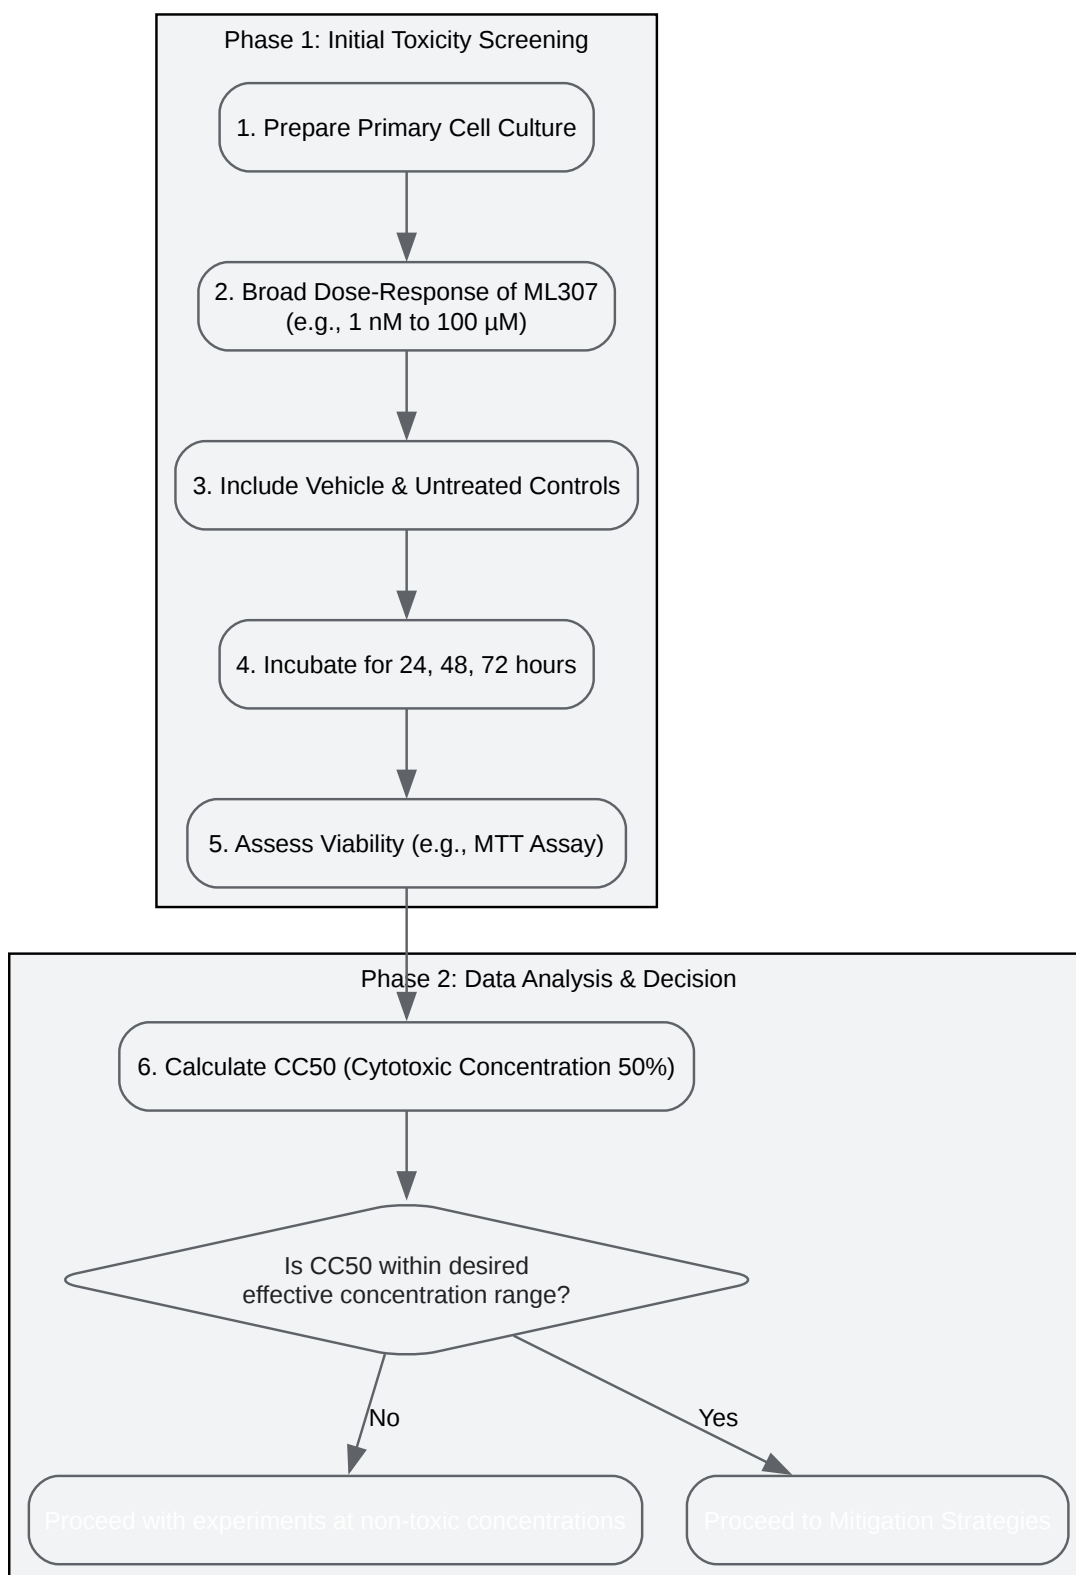 Phase 1: Initial Toxicity Screening
1. Prepare Primary Cell Culture
2. Broad Dose-Response of ML307
(e.g., 1 nM to 100 µM)
3. Include Vehicle & Untreated Controls
4. Incubate for 24, 48, 72 hours
5. Assess Viability (e.g., MTT Assay)
Phase 2: Data Analysis & Decision
6. Calculate CC50 (Cytotoxic Concentration 50%)
Is CC50 within desired
effective concentration range?
No
Yes
Proceed with experiments at non-toxic concentrations
Proceed to Mitigation Strategies